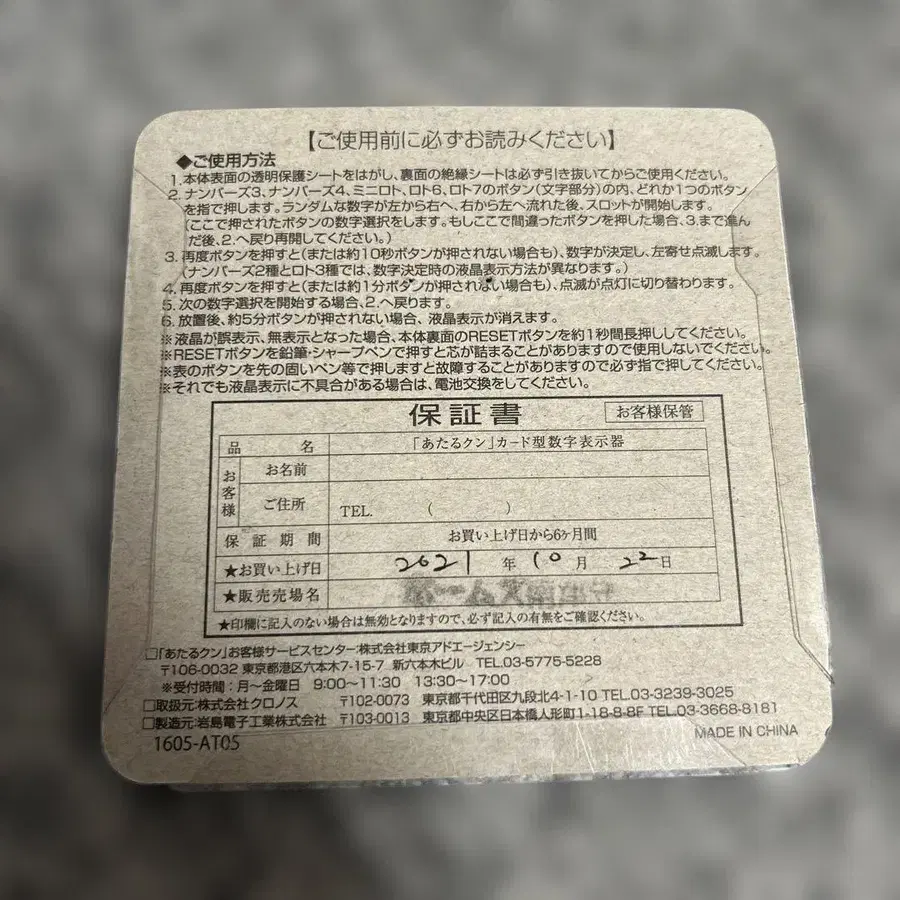 【ご使用前に必ずお読みください】
◆ご使用方法
1.本体表面の透明保護シートをはがし、裏面の絶縁シートは必ず引き抜いてからご使用ください。
2.ナンバーズ3、ナンバーズ4、ミニロト、ロト6、ロト7のボタン(文字部分)の内、どれか1つのボタン
を指で押します。ランダムな数字が左から右へ、右から左へ流れた後、スロットが開始します。
(ここで押されたボタンの数字選択をします。もしここで間違ったボタンを押した場合、3.まで進ん
だ後、2.へ戻り再開してください。)
3.再度ボタンを押すと(または約10秒ボタンが押されない場合も)、数字が決定し、左寄せ点滅します。
(ナンバーズ2種とロト3種では、数字決定時の液晶表示方法が異なります。)
4.再度ボタンを押すと(または約1分ボタンが押されない場合も)、点滅が点灯に切り替わります。
5.次の数字選択を開始する場合、2.へ戻ります。
6.放置後、約5分ボタンが押されない場合、液晶表示が消えます。
※液晶が誤表示、無表示となった場合、本体裏面のRESETボタンを約1秒間長押ししてください。
※RESETボタンを鉛筆・シャープペンで押すと芯が詰まることがありますので使用しないでください。
※表のボタンを先の固いペン等で押しますと故障することがありますので必ず指で押してください。
※それでも液晶表示に不具合がある場合は、電池交換をしてください。
保証書 お客様保管
品名 「あたるクン」カード型数字表示器
お客様 お名前
ご住所 TEL. ( )
保証期間 お買い上げ日から6ヶ月間
★お買い上げ日 2021年10月22日
★販売売場名
★印欄に記入のない場合は無効となりますので、必ず記入の有無をご確認ください。
□「あたるクン」お客様サービスセンター:株式会社東京アドエージェンシー
〒106-0032 東京都港区六本木7-15-7 新六本木ビル TEL.03-5775-5228
※受付時間:月〜金曜日 9:00〜11:30 13:30〜17:00
□取扱元:株式会社クロノス 〒102-0073 東京都千代田区九段北4-1-10 TEL.03-3239-3025
□製造元:岩島電子工業株式会社 〒103-0013 東京都中央区日本橋人形町1-18-8-8F TEL.03-3668-8181
1605-AT05 MADE IN CHINA